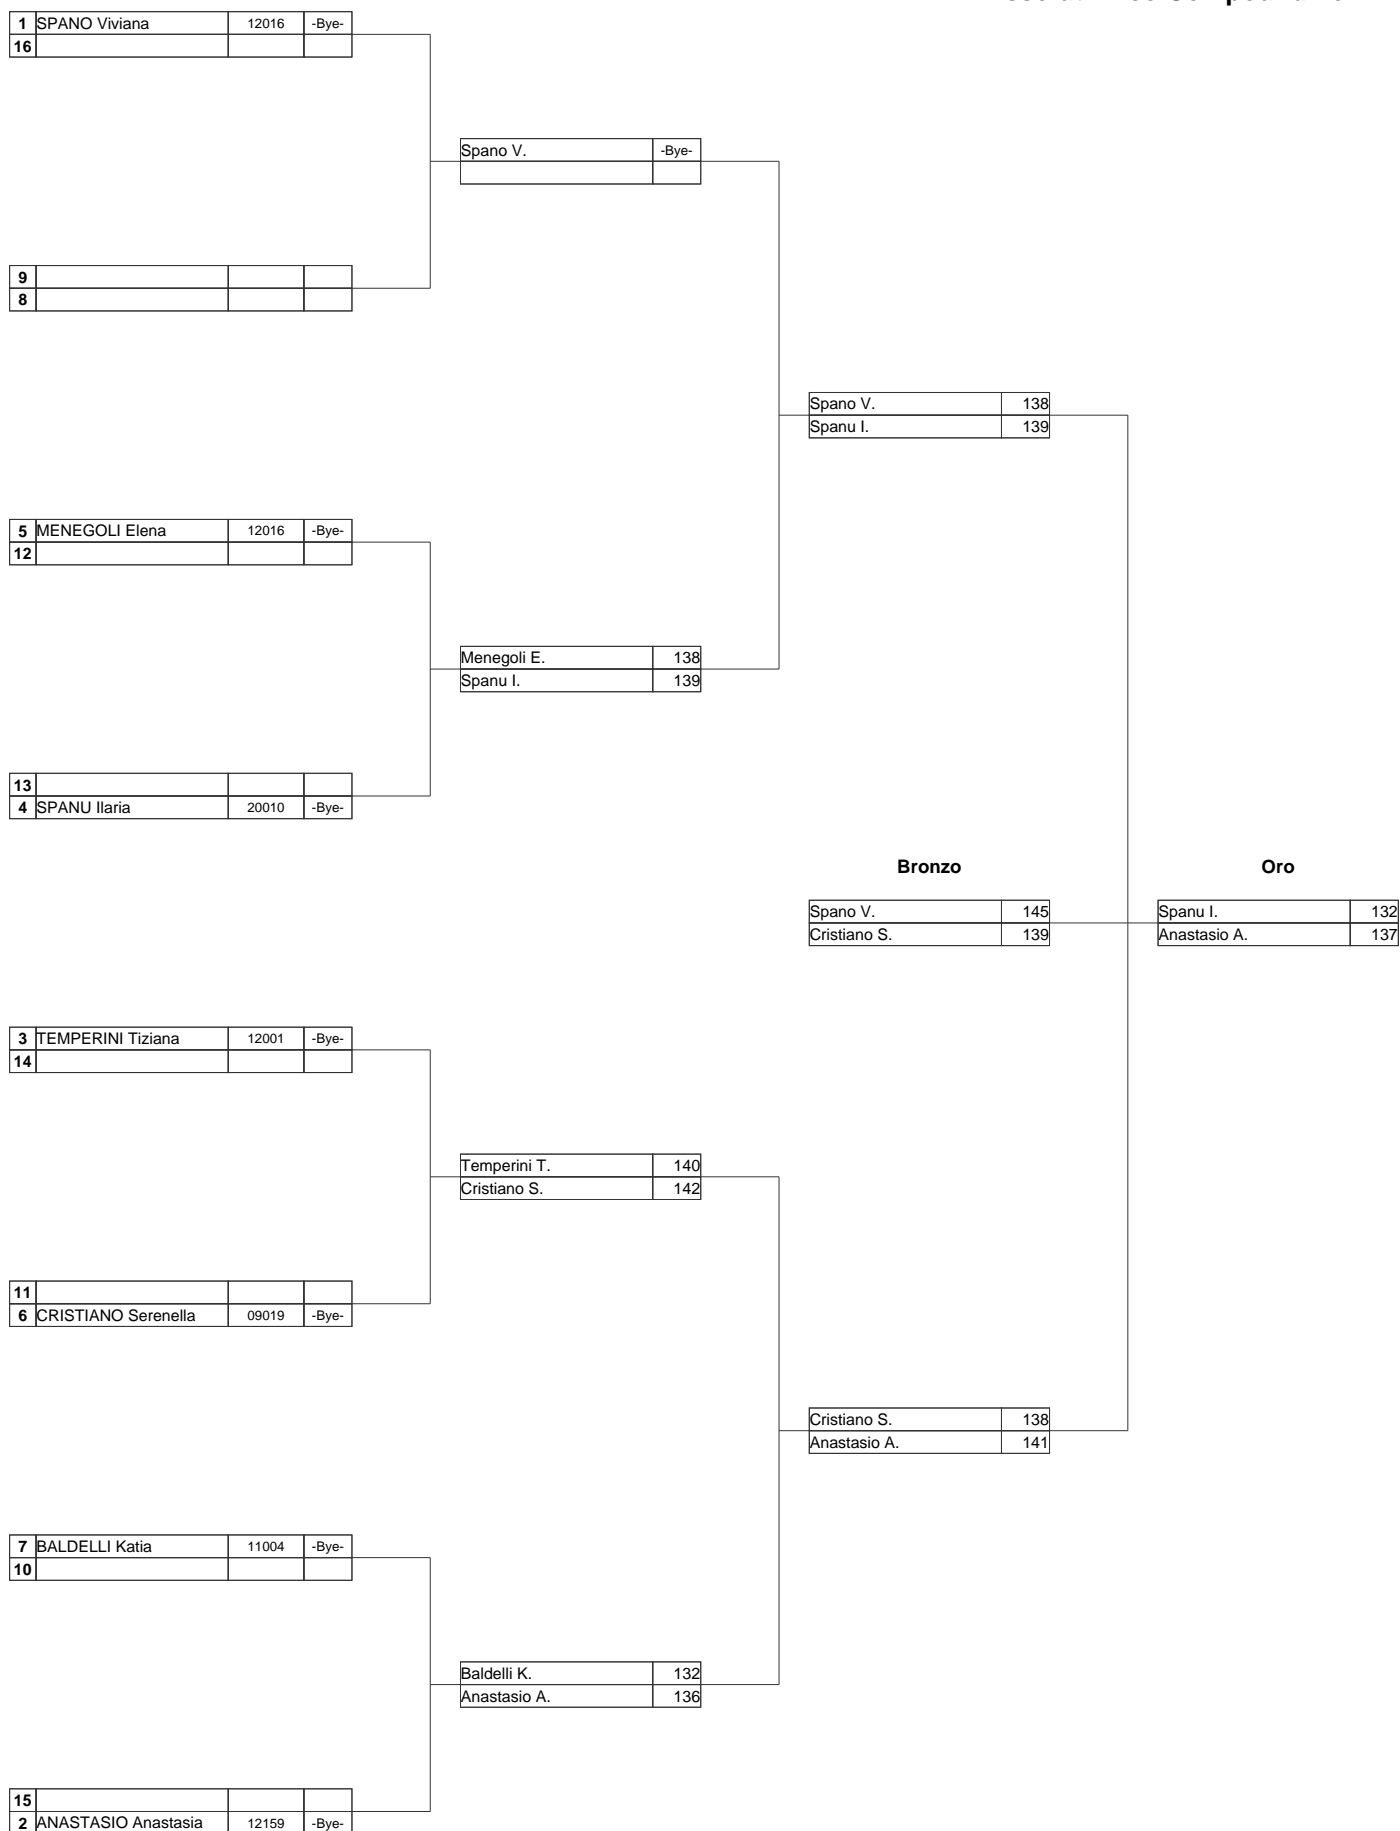 1 SPANO Viviana 12016 -Bye-
16
Spano V. -Bye-
9
8
Spano V. 138
Spanu I. 139
5 MENEGOLI Elena 12016 -Bye-
12
Menegoli E. 138
Spanu I. 139
13
4 SPANU Ilaria 20010 -Bye-
Bronzo Oro
Spano V. 145 Spanu I. 132
Cristiano S. 139 Anastasio A. 137
3 TEMPERINI Tiziana 12001 -Bye-
14
Temperini T. 140
Cristiano S. 142
11
6 CRISTIANO Serenella 09019 -Bye-
Cristiano S. 138
Anastasio A. 141
7 BALDELLI Katia 11004 -Bye-
10
Baldelli K. 132
Anastasio A. 136
15
2 ANASTASIO Anastasia 12159 -Bye-